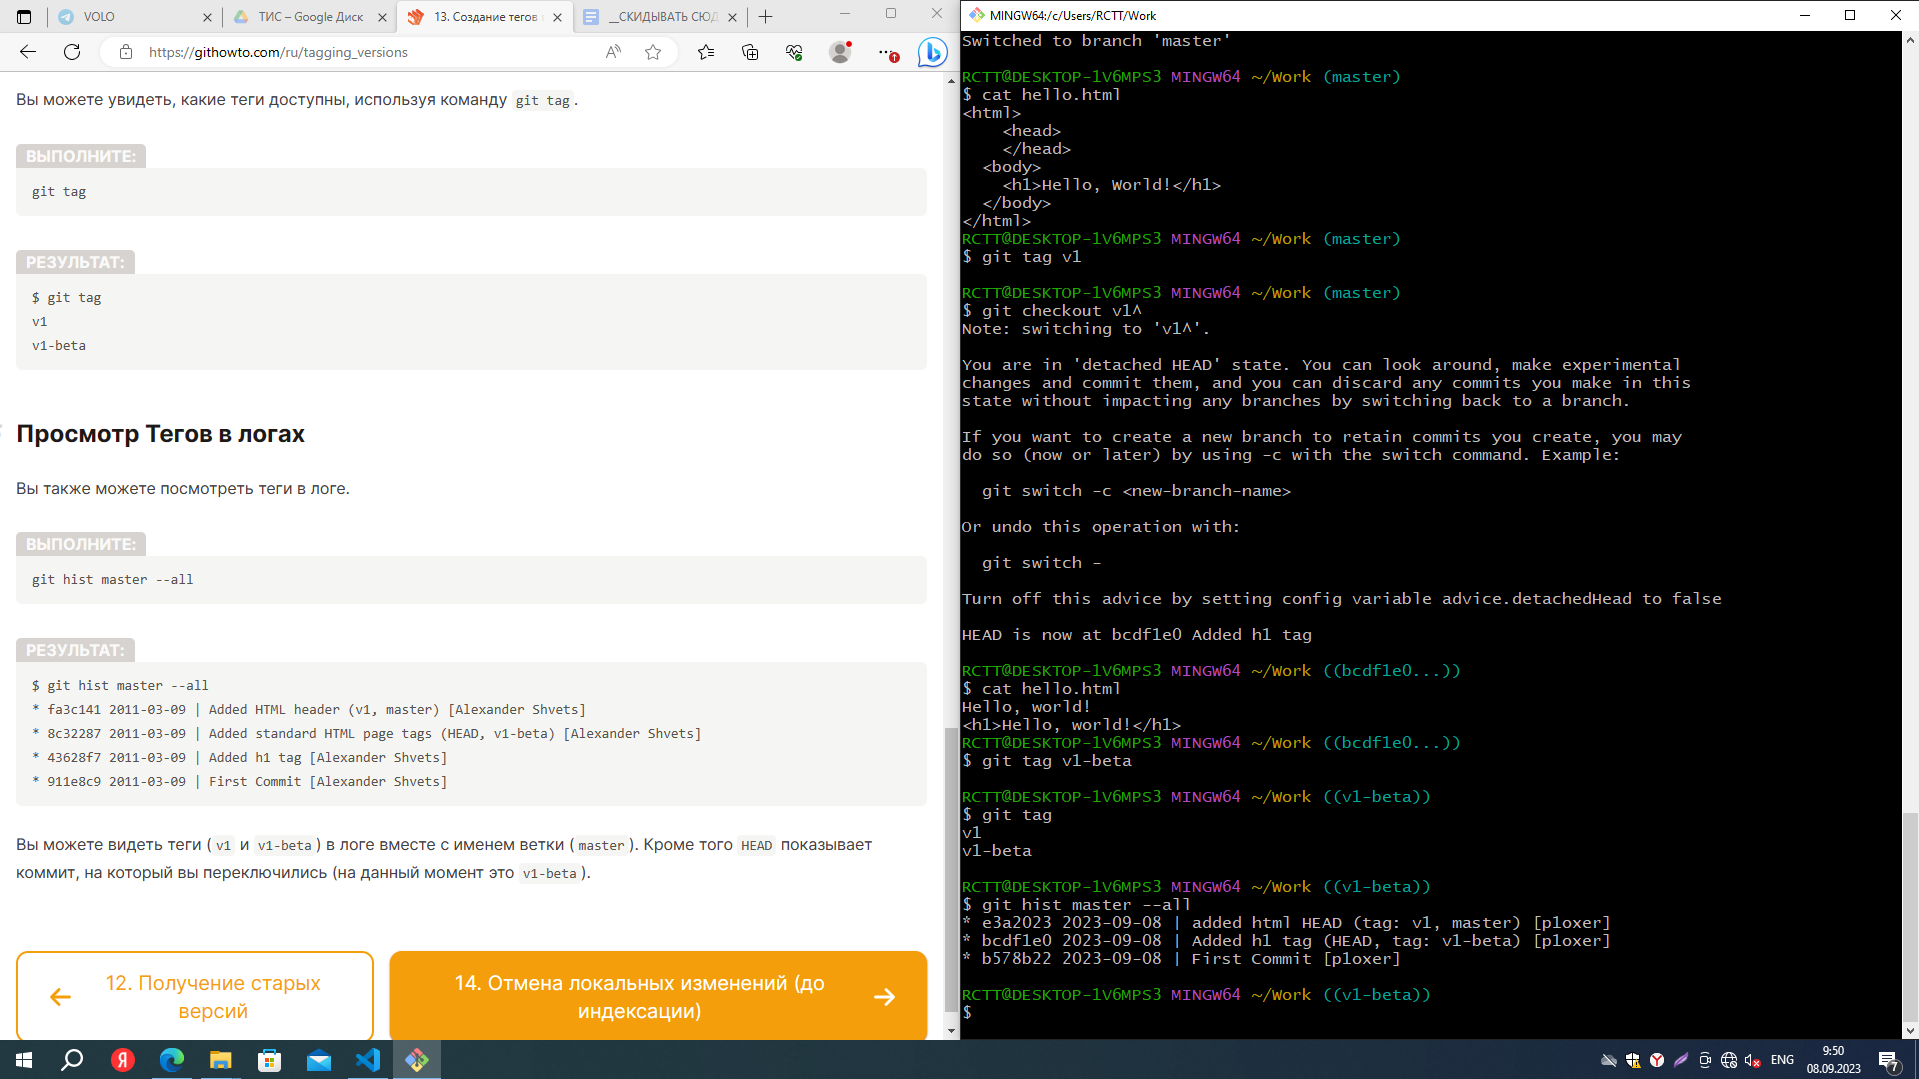 VOLO
ТИС – Google Диск
13. Создание тегов
__СКИДЫВАТЬ СЮД
https://githowto.com/ru/tagging_versions
Вы можете увидеть, какие теги доступны, используя команду git tag.
ВЫПОЛНИТЕ:
git tag
РЕЗУЛЬТАТ:
$ git tag
v1
v1-beta
Просмотр Тегов в логах
Вы также можете посмотреть теги в логе.
ВЫПОЛНИТЕ:
git hist master --all
РЕЗУЛЬТАТ:
$ git hist master --all
* fa3c141 2011-03-09 | Added HTML header (v1, master) [Alexander Shvets]
* 8c32287 2011-03-09 | Added standard HTML page tags (HEAD, v1-beta) [Alexander Shvets]
* 43628f7 2011-03-09 | Added h1 tag [Alexander Shvets]
* 911e8c9 2011-03-09 | First Commit [Alexander Shvets]
Вы можете видеть теги (v1 и v1-beta) в логе вместе с именем ветки (master). Кроме того HEAD показывает
коммит, на который вы переключились (на данный момент это v1-beta).
12. Получение старых
версий
14. Отмена локальных изменений (до
индексации)
MINGW64:/c/Users/RCTT/Work
Switched to branch 'master'
RCTT@DESKTOP-1V6MPS3 MINGW64 ~/Work (master)
$ cat hello.html
<html>
    <head>
    </head>
  <body>
    <h1>Hello, World!</h1>
  </body>
</html>
RCTT@DESKTOP-1V6MPS3 MINGW64 ~/Work (master)
$ git tag v1
RCTT@DESKTOP-1V6MPS3 MINGW64 ~/Work (master)
$ git checkout v1^
Note: switching to 'v1^'.
You are in 'detached HEAD' state. You can look around, make experimental
changes and commit them, and you can discard any commits you make in this
state without impacting any branches by switching back to a branch.
If you want to create a new branch to retain commits you create, you may
do so (now or later) by using -c with the switch command. Example:
  git switch -c <new-branch-name>
Or undo this operation with:
  git switch -
Turn off this advice by setting config variable advice.detachedHead to false
HEAD is now at bcdf1e0 Added h1 tag
RCTT@DESKTOP-1V6MPS3 MINGW64 ~/Work ((bcdf1e0...))
$ cat hello.html
Hello, world!
<h1>Hello, world!</h1>
RCTT@DESKTOP-1V6MPS3 MINGW64 ~/Work ((bcdf1e0...))
$ git tag v1-beta
RCTT@DESKTOP-1V6MPS3 MINGW64 ~/Work ((v1-beta))
$ git tag
v1
v1-beta
RCTT@DESKTOP-1V6MPS3 MINGW64 ~/Work ((v1-beta))
$ git hist master --all
* e3a2023 2023-09-08 | added html HEAD (tag: v1, master) [p1oxer]
* bcdf1e0 2023-09-08 | Added h1 tag (HEAD, tag: v1-beta) [p1oxer]
* b578b22 2023-09-08 | First Commit [p1oxer]
RCTT@DESKTOP-1V6MPS3 MINGW64 ~/Work ((v1-beta))
$
ENG
9:50
08.09.2023
7